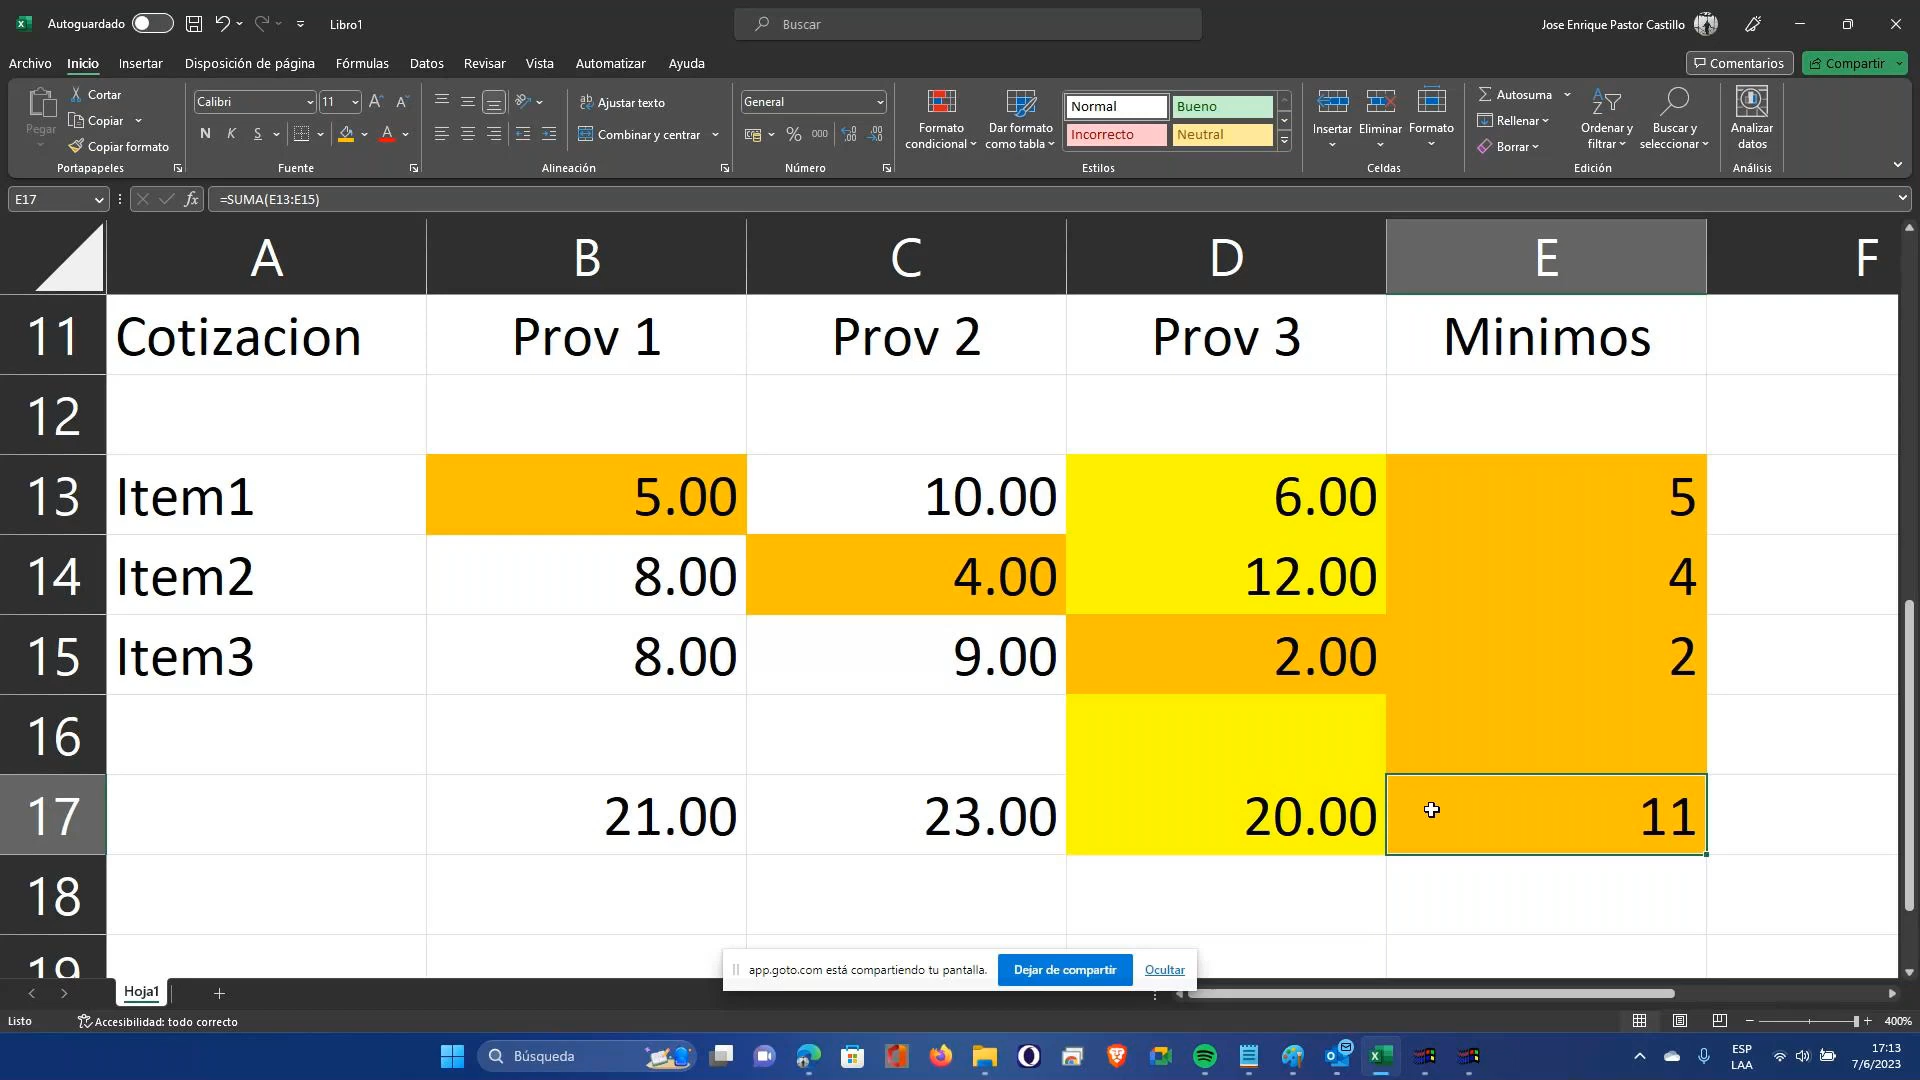 Autoguardado Libro1 Buscar Jose Enrique Pastor Castillo
Archivo Inicio Insertar Disposición de página Fórmulas Datos Revisar Vista Automatizar Ayuda Comentarios Compartir
Pegar
Cortar
Copiar
Copiar formato
Portapapeles
Calibri 11
N K S
Fuente
Ajustar texto
Combinar y centrar
Alineación
General
% 000
Número
Formato condicional
Dar formato como tabla
Normal Bueno
Incorrecto Neutral
Estilos
Insertar Eliminar Formato
Celdas
Autosuma
Rellenar
Borrar
Ordenar y filtrar
Buscar y seleccionar
Edición
Analizar datos
Análisis
E17 fx =SUMA(E13:E15)
A B C D E F
11 Cotizacion Prov 1 Prov 2 Prov 3 Minimos
12
13 Item1 5.00 10.00 6.00 5
14 Item2 8.00 4.00 12.00 4
15 Item3 8.00 9.00 2.00 2
16
17 21.00 23.00 20.00 11
18
19
app.goto.com está compartiendo tu pantalla. Dejar de compartir Ocultar
Hoja1
Listo Accesibilidad: todo correcto 400%
Búsqueda
ESP
LAA
17:13
7/6/2023